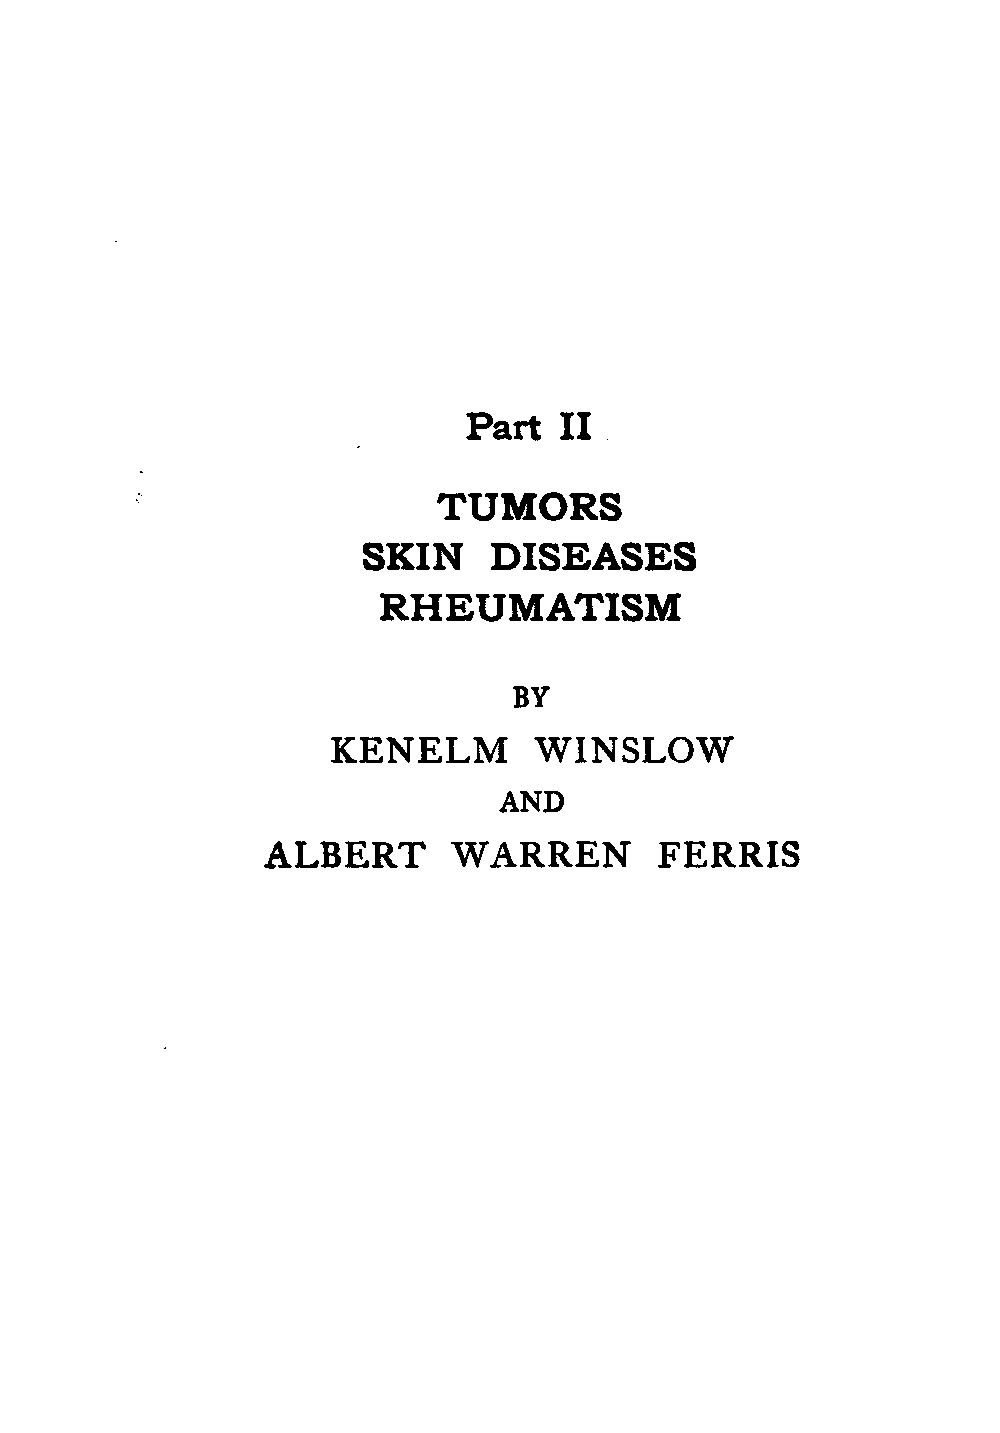 Part II
TUMORS
SKIN DISEASES
RHEUMATISM
BY
KENELM WINSLOW
AND
ALBERT WARREN FERRIS